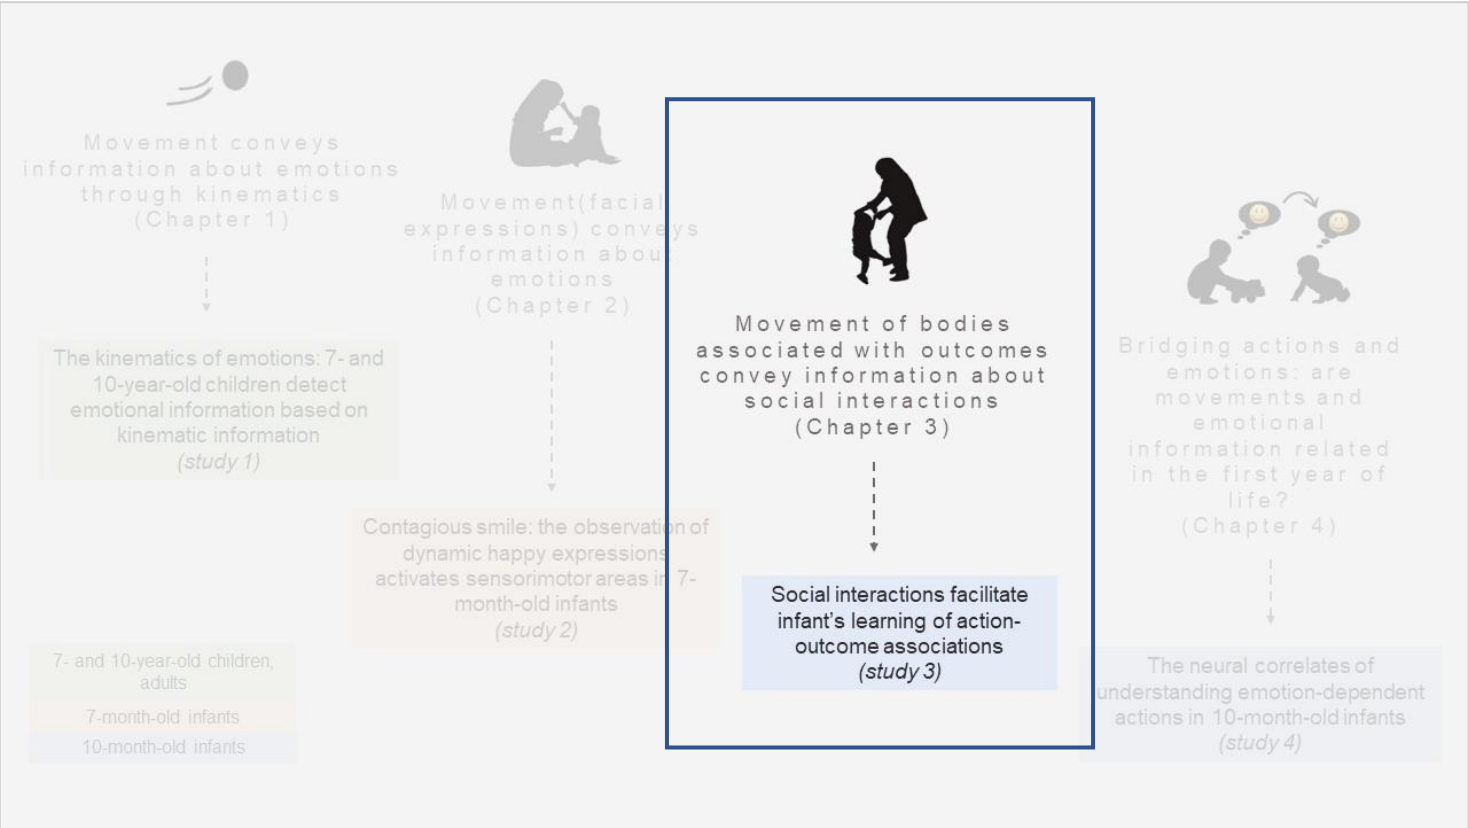 Movement conveys
information about emotions
through kinematics
(Chapter 1)
The kinematics of emotions: 7- and
10-year-old children detect
emotional information based on
kinematic information
(study 1)
Movement(facial
expressions) conveys
information about
emotions
(Chapter 2)
Contagious smile: the observation of
dynamic happy expressions
activates sensorimotor areas in 7-
month-old infants
(study 2)
Movement of bodies
associated with outcomes
convey information about
social interactions
(Chapter 3)
Social interactions facilitate
infant's learning of action-
outcome associations
(study 3)
Bridging actions and
emotions: are
movements and
emotional
information related
in the first year of
life?
(Chapter 4)
The neural correlates of
understanding emotion-dependent
actions in 10-month-old infants
(study 4)
7- and 10-year-old children,
adults
7-month-old infants
10-month-old infants